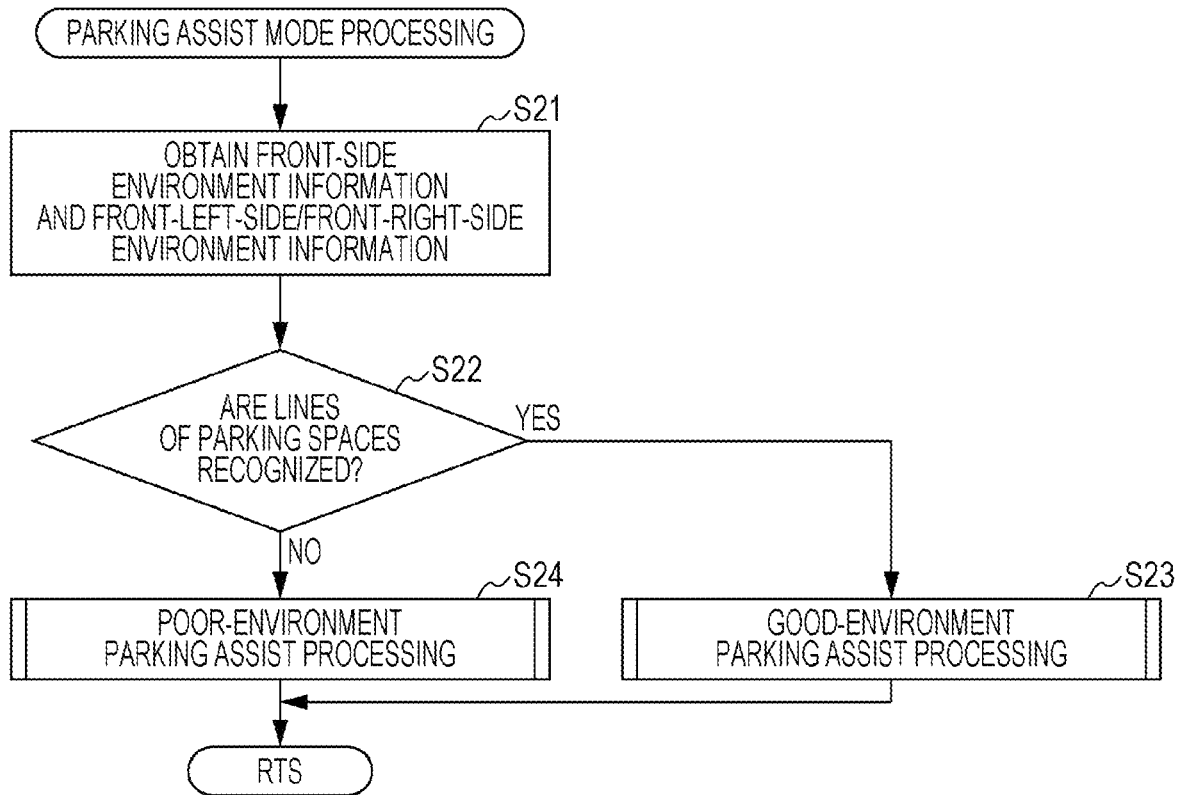 PARKING ASSIST MODE PROCESSING
S21
OBTAIN FRONT-SIDE
ENVIRONMENT INFORMATION
AND FRONT-LEFT-SIDE/FRONT-RIGHT-SIDE
ENVIRONMENT INFORMATION
S22
ARE LINES
OF PARKING SPACES
RECOGNIZED?
YES
NO
S24
POOR-ENVIRONMENT
PARKING ASSIST PROCESSING
S23
GOOD-ENVIRONMENT
PARKING ASSIST PROCESSING
RTS